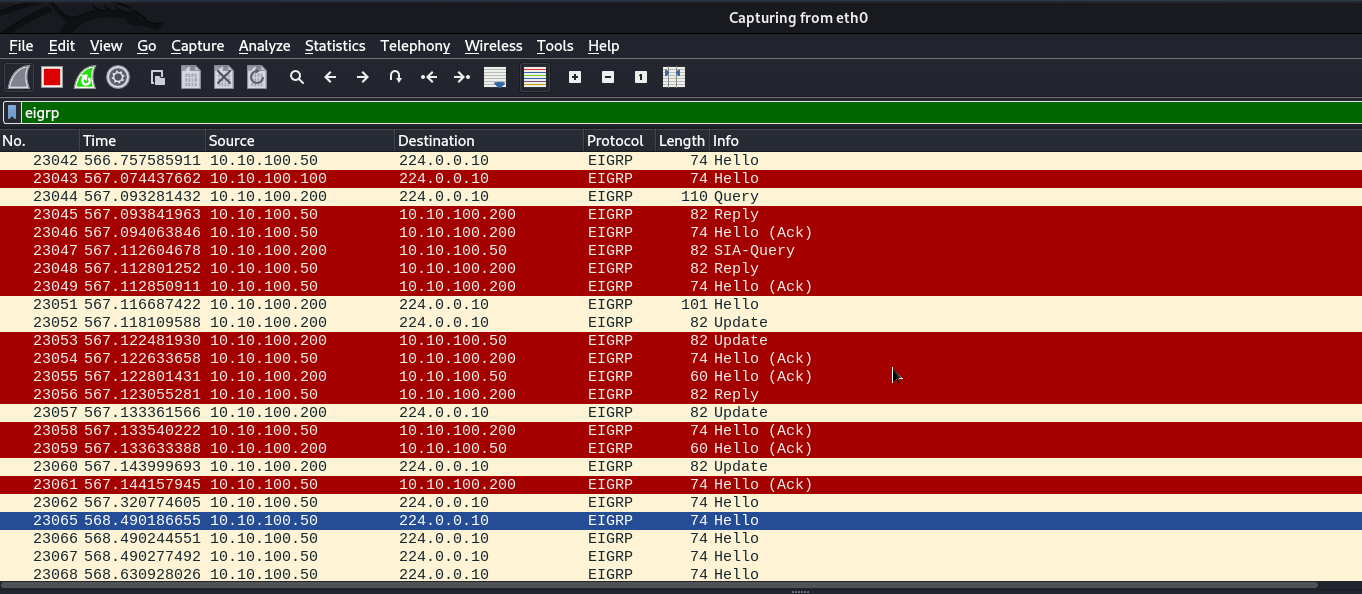 Capturing from eth0
File Edit View Go Capture Analyze Statistics Telephony Wireless Tools Help
eigrp
No. Time Source Destination Protocol Length Info
23042 566.757585911 10.10.100.50 224.0.0.10 EIGRP 74 Hello
23043 567.074437662 10.10.100.100 224.0.0.10 EIGRP 74 Hello
23044 567.093281432 10.10.100.200 224.0.0.10 EIGRP 110 Query
23045 567.093841963 10.10.100.50 10.10.100.200 EIGRP 82 Reply
23046 567.094063846 10.10.100.50 10.10.100.200 EIGRP 74 Hello (Ack)
23047 567.112604678 10.10.100.200 10.10.100.50 EIGRP 82 SIA-Query
23048 567.112801252 10.10.100.50 10.10.100.200 EIGRP 82 Reply
23049 567.112850911 10.10.100.50 10.10.100.200 EIGRP 74 Hello (Ack)
23051 567.116687422 10.10.100.200 224.0.0.10 EIGRP 101 Hello
23052 567.118109588 10.10.100.200 224.0.0.10 EIGRP 82 Update
23053 567.122481930 10.10.100.200 10.10.100.50 EIGRP 82 Update
23054 567.122633658 10.10.100.50 10.10.100.200 EIGRP 74 Hello (Ack)
23055 567.122801431 10.10.100.200 10.10.100.50 EIGRP 60 Hello (Ack)
23056 567.123055281 10.10.100.50 10.10.100.200 EIGRP 82 Reply
23057 567.133361566 10.10.100.200 224.0.0.10 EIGRP 82 Update
23058 567.133540222 10.10.100.50 10.10.100.200 EIGRP 74 Hello (Ack)
23059 567.133633388 10.10.100.200 10.10.100.50 EIGRP 60 Hello (Ack)
23060 567.143999693 10.10.100.200 224.0.0.10 EIGRP 82 Update
23061 567.144157945 10.10.100.50 10.10.100.200 EIGRP 74 Hello (Ack)
23062 567.320774605 10.10.100.50 224.0.0.10 EIGRP 74 Hello
23065 568.490186655 10.10.100.50 224.0.0.10 EIGRP 74 Hello
23066 568.490244551 10.10.100.50 224.0.0.10 EIGRP 74 Hello
23067 568.490277492 10.10.100.50 224.0.0.10 EIGRP 74 Hello
23068 568.630928026 10.10.100.50 224.0.0.10 EIGRP 74 Hello